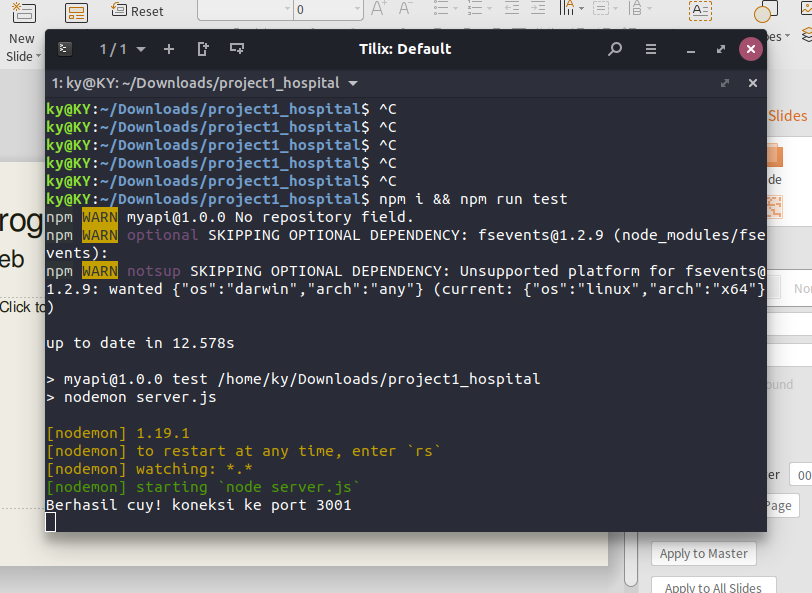 Reset
0
New
Slide
1 / 1
Tilix: Default
1: ky@KY: ~/Downloads/project1_hospital
ky@KY:~/Downloads/project1_hospital$ ^C
ky@KY:~/Downloads/project1_hospital$ ^C
ky@KY:~/Downloads/project1_hospital$ ^C
ky@KY:~/Downloads/project1_hospital$ ^C
ky@KY:~/Downloads/project1_hospital$ ^C
ky@KY:~/Downloads/project1_hospital$ npm i && npm run test
npm WARN myapi@1.0.0 No repository field.
npm WARN optional SKIPPING OPTIONAL DEPENDENCY: fsevents@1.2.9 (node_modules/fse
vents):
npm WARN notsup SKIPPING OPTIONAL DEPENDENCY: Unsupported platform for fsevents@
1.2.9: wanted {"os":"darwin","arch":"any"} (current: {"os":"linux","arch":"x64"}
)
up to date in 12.578s
> myapi@1.0.0 test /home/ky/Downloads/project1_hospital
> nodemon server.js
[nodemon] 1.19.1
[nodemon] to restart at any time, enter `rs`
[nodemon] watching: *.*
[nodemon] starting `node server.js`
Berhasil cuy! koneksi ke port 3001
rog
eb
Click to
Slides
de
Non
ound
er 00
Page
Apply to Master
Apply to All Slides